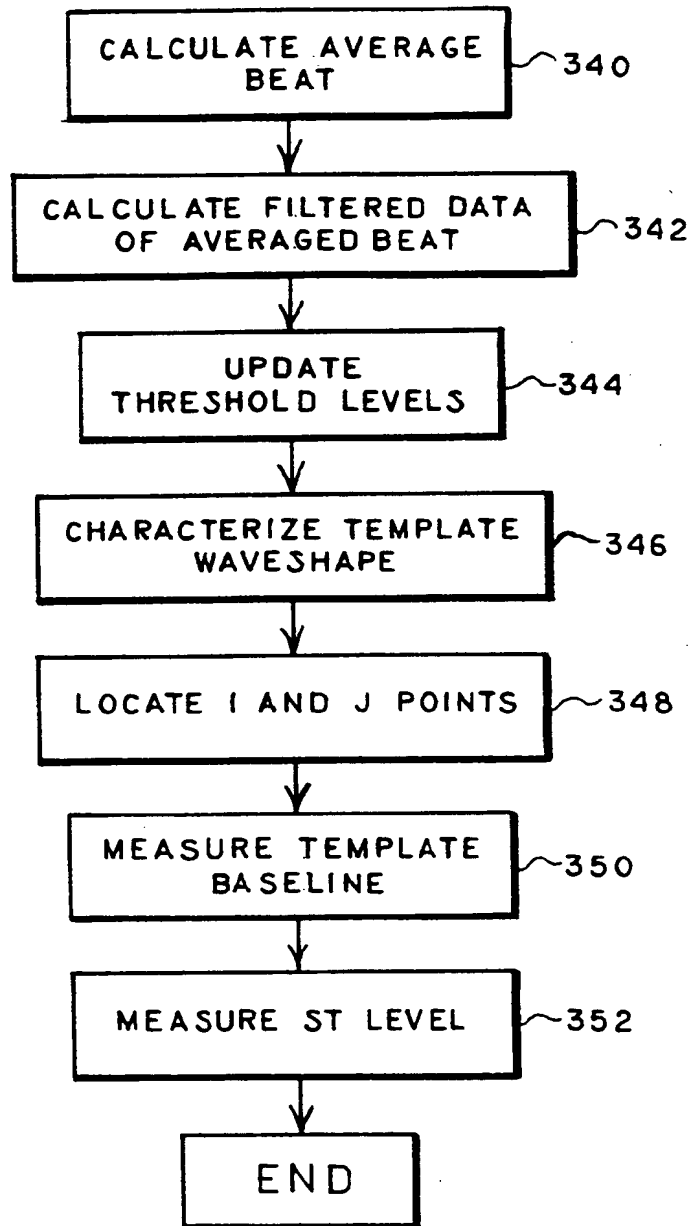 CALCULATE AVERAGE
BEAT
340
CALCULATE FILTERED DATA
OF AVERAGED BEAT
342
UPDATE
THRESHOLD LEVELS
344
CHARACTERIZE TEMPLATE
WAVESHAPE
346
LOCATE I AND J POINTS
348
MEASURE TEMPLATE
BASELINE
350
MEASURE ST LEVEL
352
END